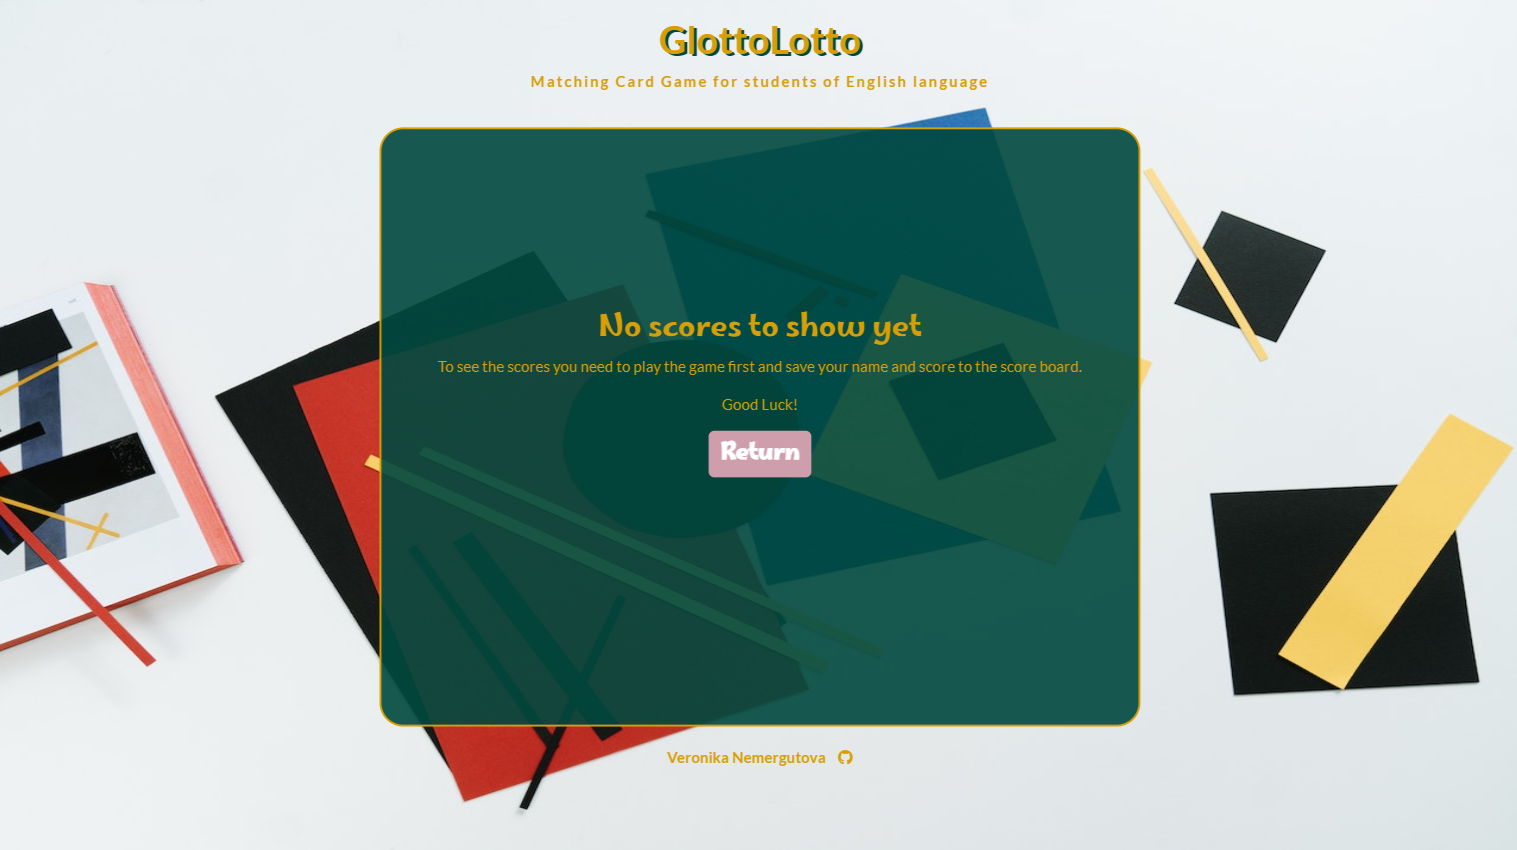 GlottoLotto
Matching Card Game for students of English language
No scores to show yet
To see the scores you need to play the game first and save your name and score to the score board.
Good Luck!
Return
Veronika Nemergutova